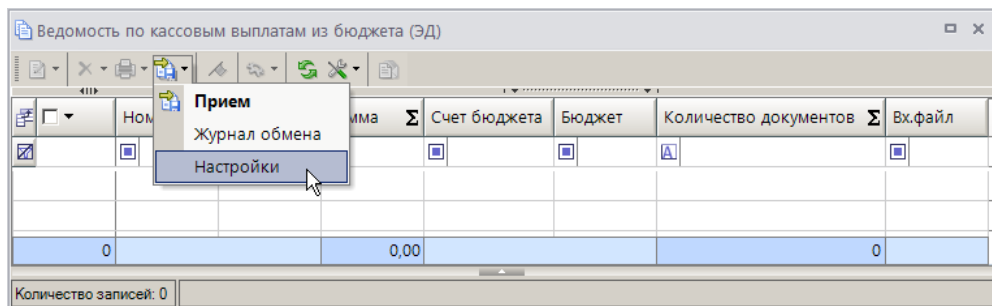 Ведомость по кассовым выплатам из бюджета (ЭД)
Прием
Журнал обмена
Настройки
Ном мма Σ Счет бюджета Бюджет Количество документов Σ Вх.файл
A
0 0,00 0
Количество записей: 0